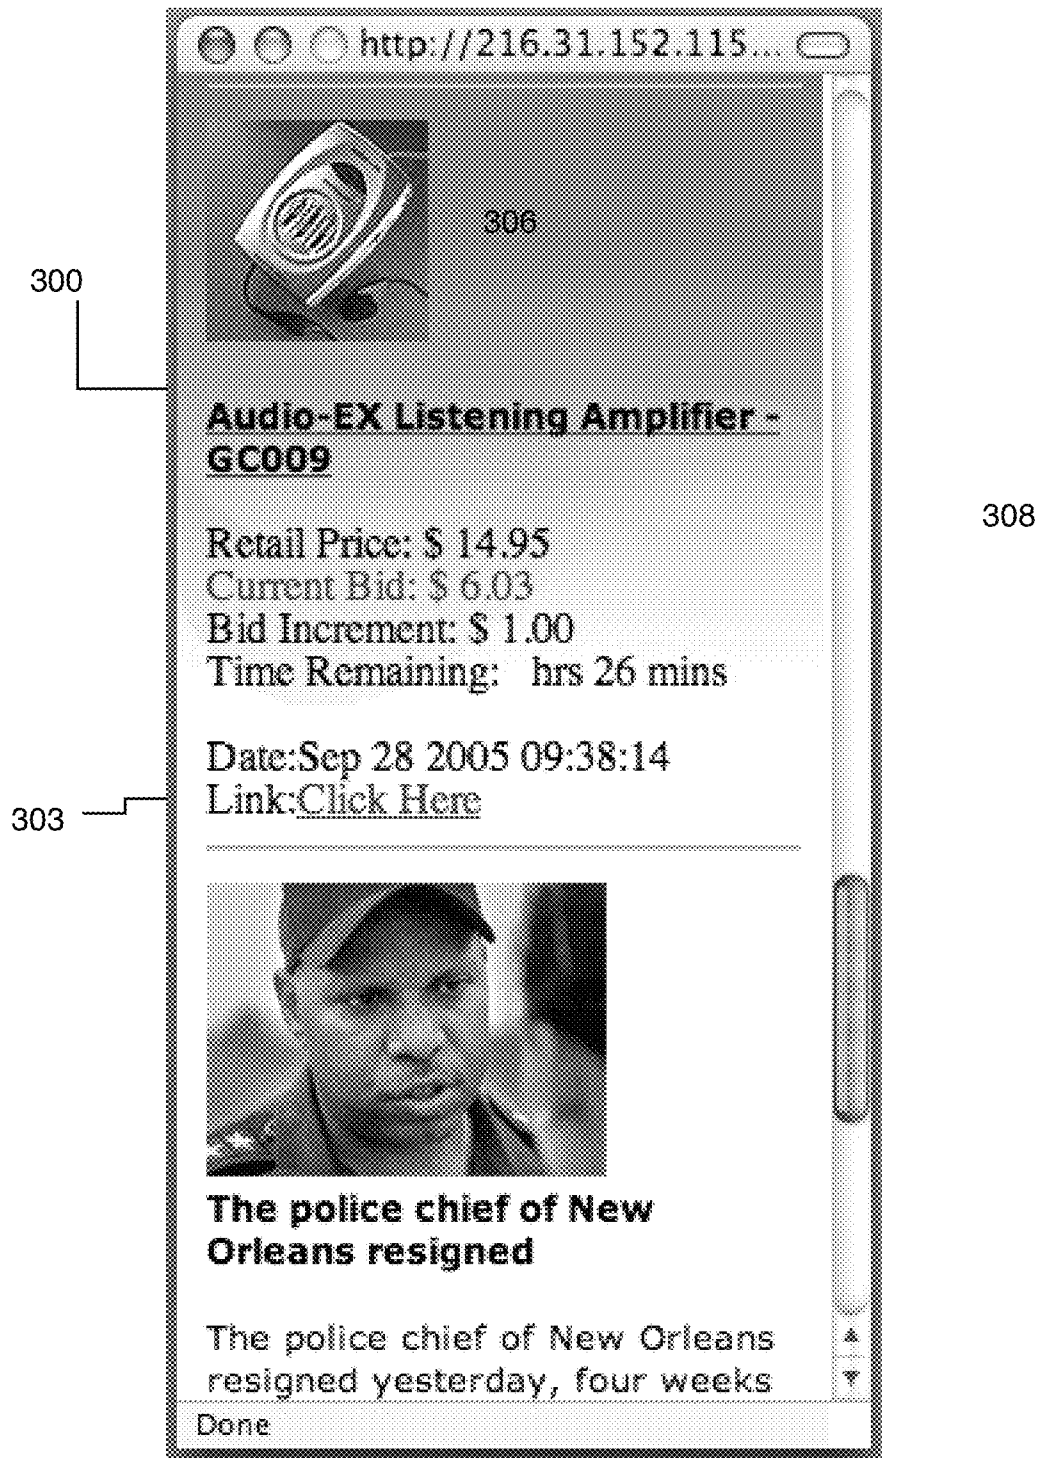 http://216.31.152.115...
306
300
Audio-EX Listening Amplifier -
GC009
308
Retail Price: $ 14.95
Current Bid: $ 6.03
Bid Increment: $ 1.00
Time Remaining: hrs 26 mins
Date:Sep 28 2005 09:38:14
Link:Click Here
303
The police chief of New
Orleans resigned
The police chief of New Orleans
resigned yesterday, four weeks
Done